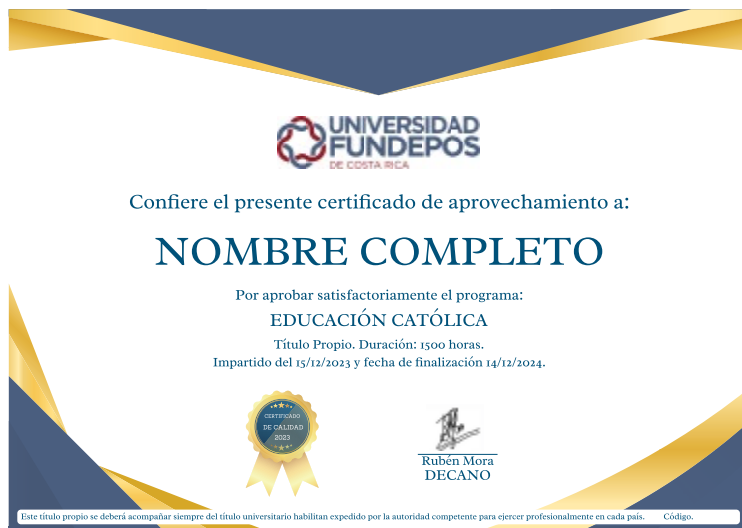 UNIVERSIDAD
FUNDEPOS
DE COSTA RICA
Confiere el presente certificado de aprovechamiento a:
NOMBRE COMPLETO
Por aprobar satisfactoriamente el programa:
EDUCACIÓN CATÓLICA
Título Propio. Duración: 1500 horas.
Impartido del 15/12/2023 y fecha de finalización 14/12/2024.
CERTIFICADO
DE CALIDAD
2023
Rubén Mora
DECANO
Este título propio se deberá acompañar siempre del título universitario habilitan expedido por la autoridad competente para ejercer profesionalmente en cada país. Código.